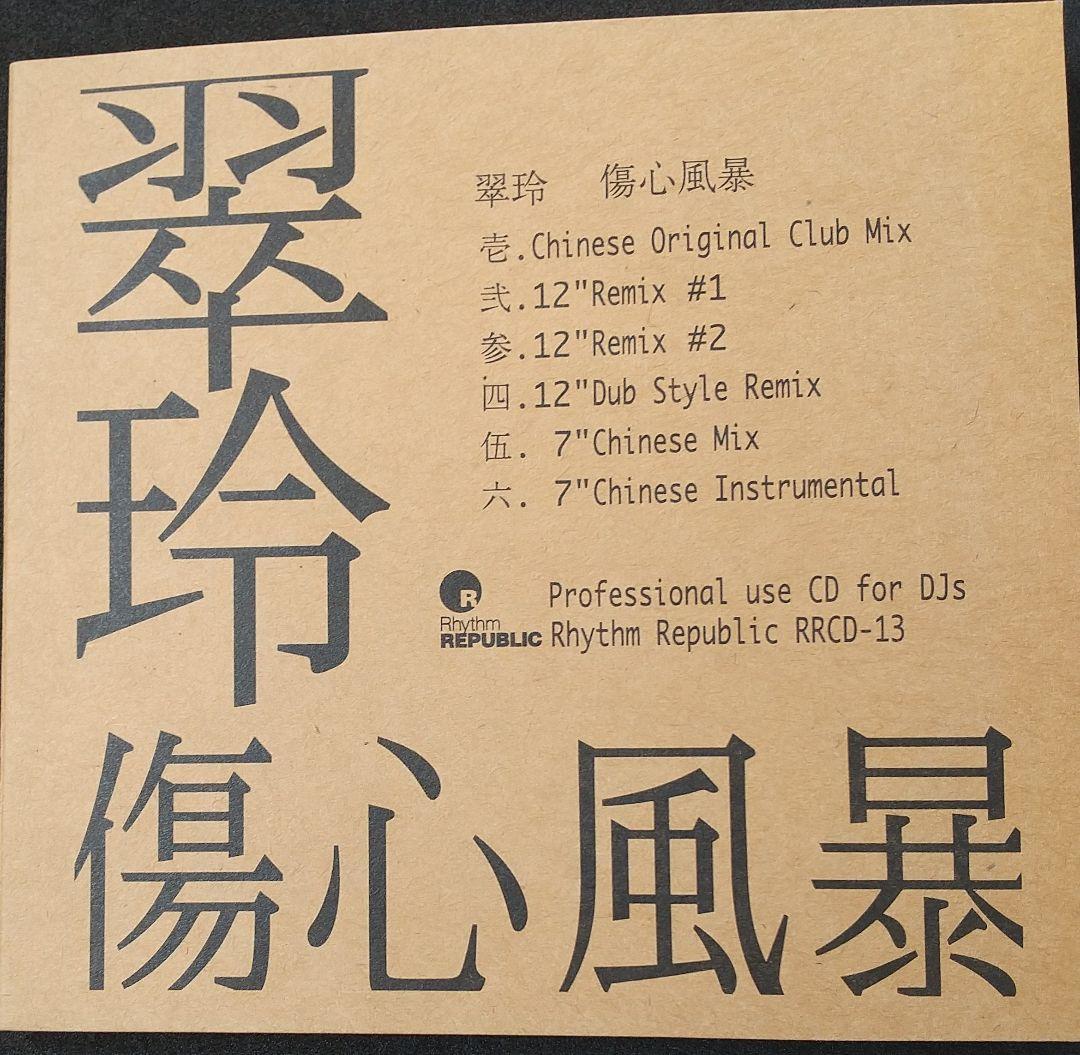 翠玲
翠玲 傷心風暴
壱.Chinese Original Club Mix
弐.12"Remix #1
参.12"Remix #2
四.12"Dub Style Remix
伍. 7"Chinese Mix
六. 7"Chinese Instrumental
R
Rhythm
REPUBLIC
Professional use CD for DJs
Rhythm Republic RRCD-13
傷心風暴